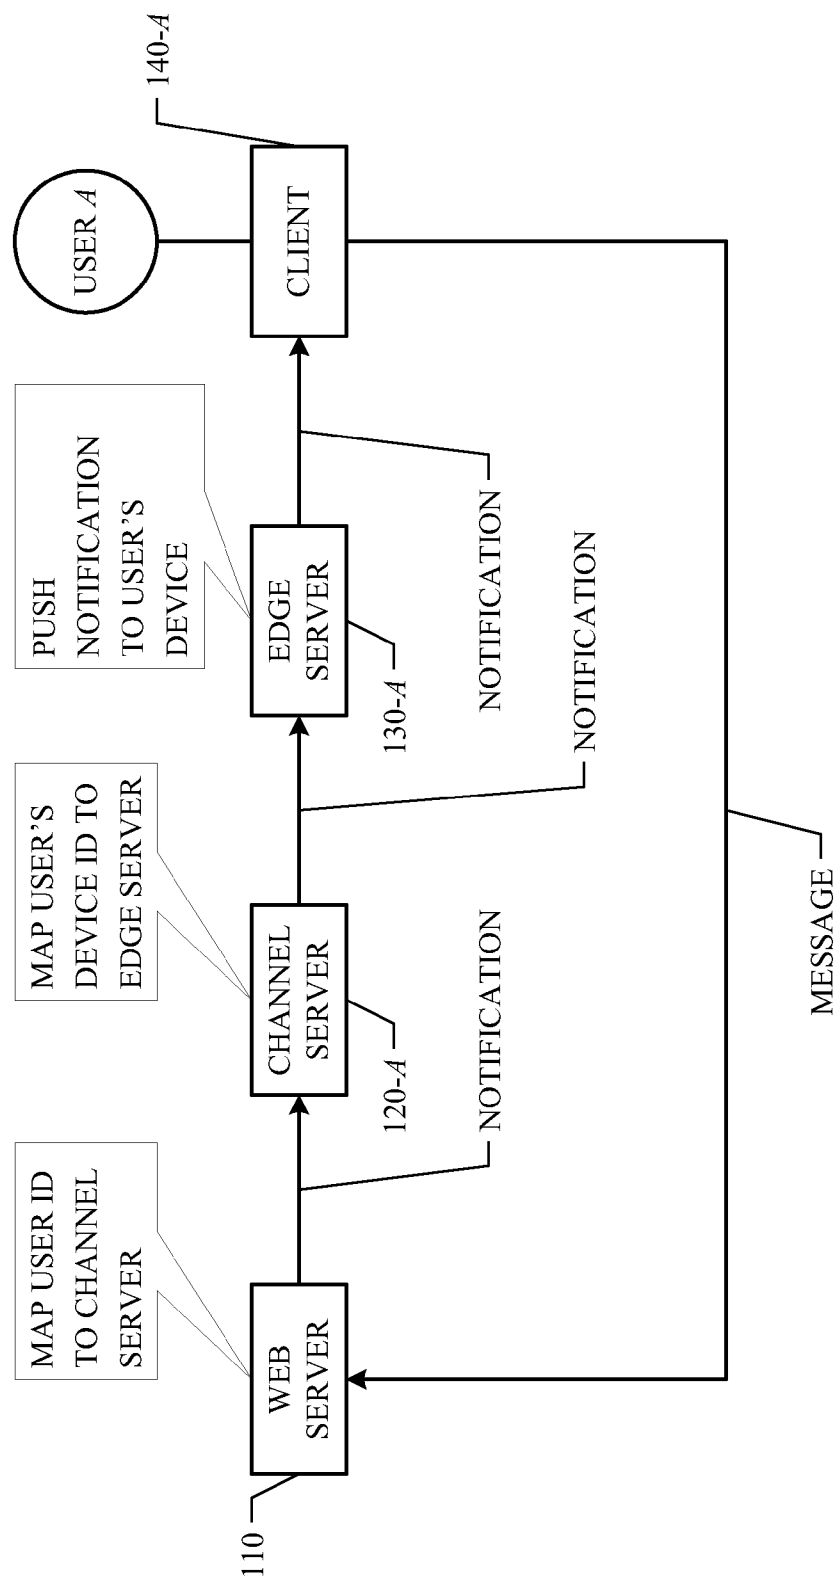 MAP USER ID
TO CHANNEL
SERVER
MAP USER'S
DEVICE ID TO
EDGE SERVER
PUSH
NOTIFICATION
TO USER'S
DEVICE
USER A
WEB
SERVER
CHANNEL
SERVER
EDGE
SERVER
CLIENT
110
120-A
130-A
140-A
NOTIFICATION
NOTIFICATION
NOTIFICATION
MESSAGE